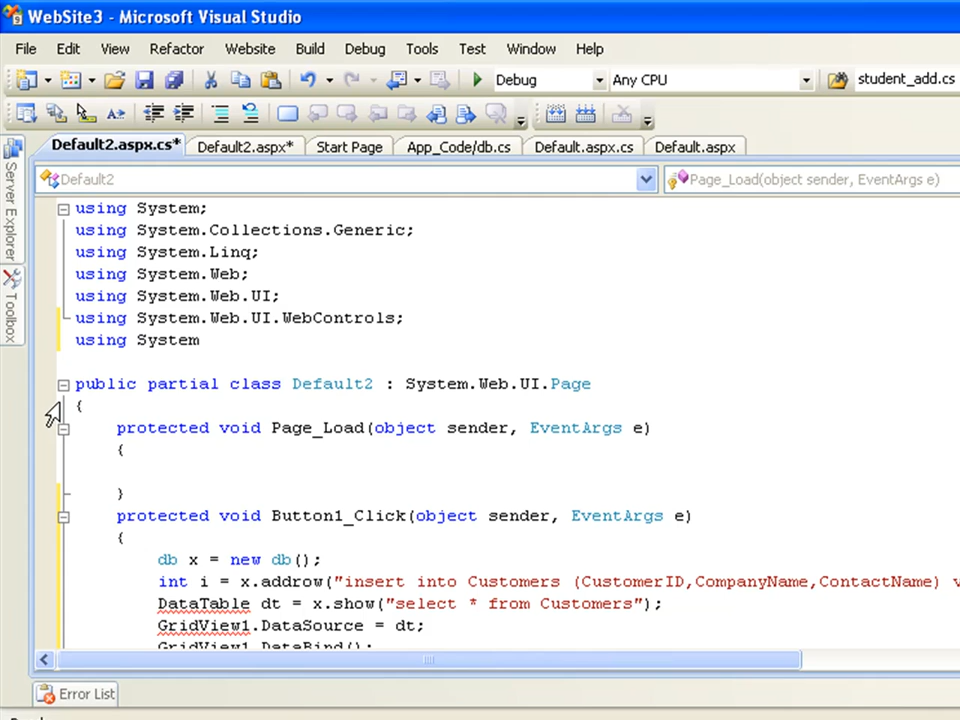 WebSite3 - Microsoft Visual Studio
File Edit View Refactor Website Build Debug Tools Test Window Help
Debug Any CPU student_add.cs
Default2.aspx.cs* Default2.aspx* Start Page App_Code/db.cs Default.aspx.cs Default.aspx
Default2 Page_Load(object sender, EventArgs e)
Server Explorer
Toolbox
using System;
using System.Collections.Generic;
using System.Linq;
using System.Web;
using System.Web.UI;
using System.Web.UI.WebControls;
using System
public partial class Default2 : System.Web.UI.Page
{
protected void Page_Load(object sender, EventArgs e)
{
}
protected void Button1_Click(object sender, EventArgs e)
{
db x = new db();
int i = x.addrow("insert into Customers (CustomerID,CompanyName,ContactName) v
DataTable dt = x.show("select * from Customers");
GridView1.DataSource = dt;
GridView1.DataBind();
Error List